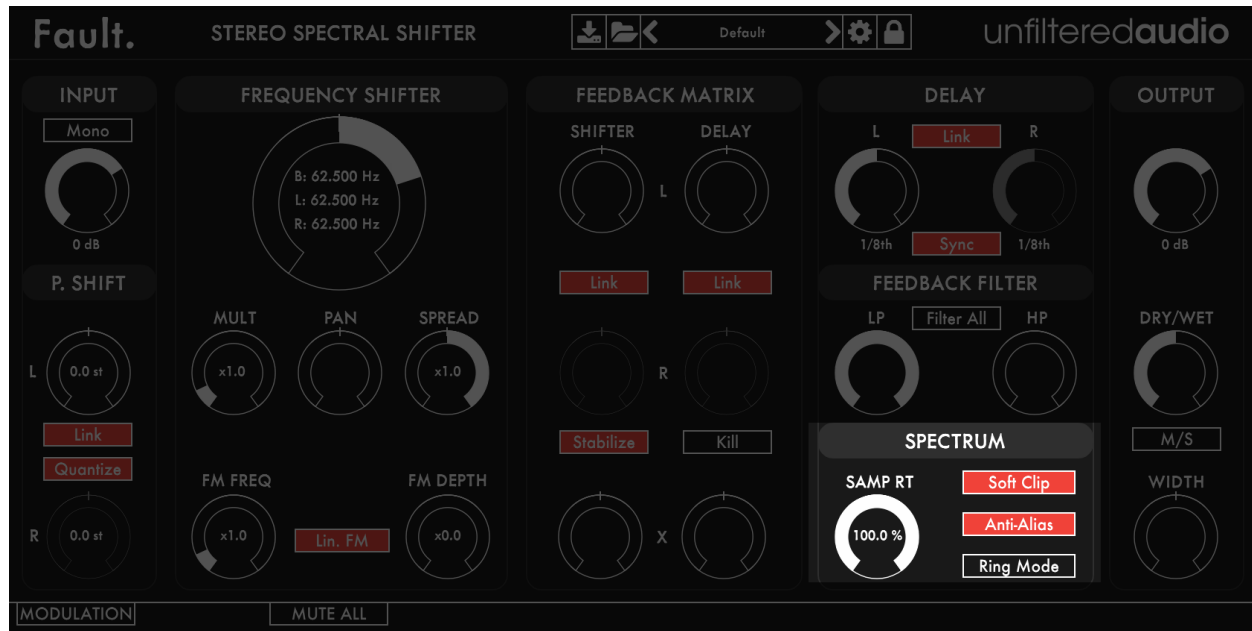 Fault.
STEREO SPECTRAL SHIFTER
Default
unfilteredaudio
INPUT
Mono
0 dB
P. SHIFT
L
0.0 st
Link
Quantize
R
0.0 st
FREQUENCY SHIFTER
B: 62.500 Hz
L: 62.500 Hz
R: 62.500 Hz
MULT PAN SPREAD
x1.0 x1.0
FM FREQ FM DEPTH
x1.0 Lin. FM x0.0
FEEDBACK MATRIX
SHIFTER DELAY
L
Link Link
R
Stabilize Kill
X
DELAY
L Link R
1/8th Sync 1/8th
FEEDBACK FILTER
LP Filter All HP
SPECTRUM
SAMP RT Soft Clip
100.0 % Anti-Alias
Ring Mode
OUTPUT
0 dB
DRY/WET
M/S
WIDTH
MODULATION MUTE ALL